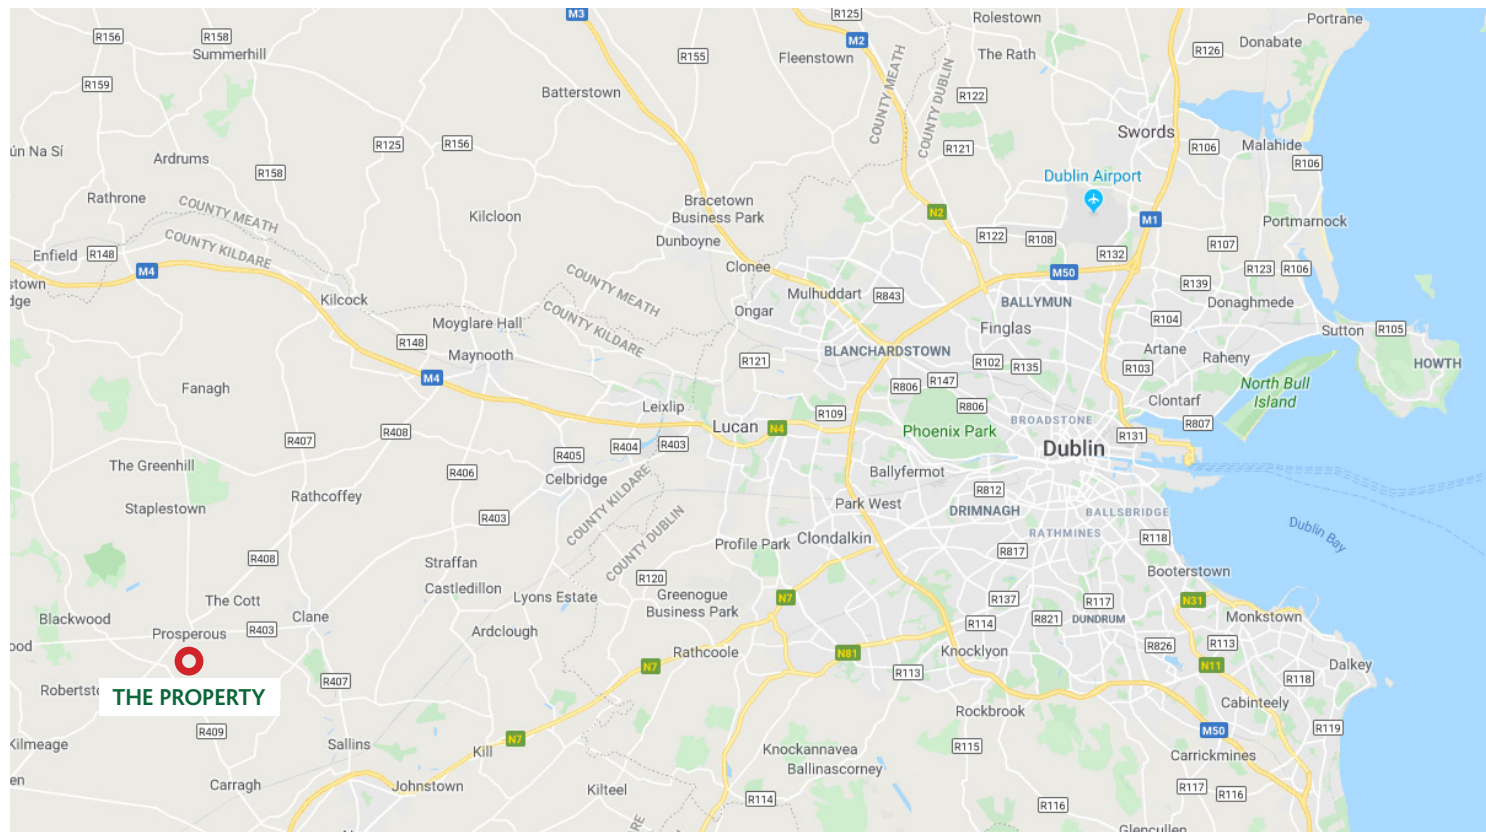 M3
R125
Rolestown
Portrane
R156
R158
Summerhill
R155
M2
Fleenstown
The Rath
R126
Donabate
R159
Batterstown
COUNTY MEATH
COUNTY DUBLIN
R122
Swords
ún Na Sí
Ardrums
R125
R156
R121
R106
Malahide
R106
R158
Dublin Airport
Rathrone
COUNTY MEATH
Kilcloon
Bracetown
Business Park
N2
M1
Portmarnock
COUNTY KILDARE
Dunboyne
R122
R108
R107
Enfield
R148
M4
Clonee
R132
M50
R123
R106
stown
dge
COUNTY MEATH
Kilcock
Mulhuddart
R843
R139
BALLYMUN
Donaghmede
COUNTY KILDARE
Ongar
Moyglare Hall
Finglas
R104
Sutton
R105
R148
Maynooth
R121
BLANCHARDSTOWN
R102
R135
Artane
Raheny
R103
HOWTH
M4
Fanagh
R806
R147
North Bull
Island
Leixlip
R109
R806
Clontarf
Lucan
N4
Phoenix Park
BROADSTONE
R807
R131
R407
R408
R404
R403
Dublin
R405
The Greenhill
R406
Celbridge
Ballyfermot
COUNTY KILDARE
Rathcoffey
R812
Staplestown
R403
Park West
DRIMNAGH
BALLSBRIDGE
COUNTY DUBLIN
RATHMINES
Dublin Bay
Profile Park
Clondalkin
R118
R408
Straffan
R817
Booterstown
R120
Castledillon
Lyons Estate
Greenogue
Business Park
N7
R137
R117
N31
The Cott
Blackwood
Clane
R114
R821
DUNDRUM
Monkstown
Prosperous
R403
Ardclough
ood
Rathcoole
N81
Knocklyon
R826
R113
N7
R113
N11
Dalkey
R407
R118
Robertsto
THE PROPERTY
Rockbrook
Cabinteely
R409
N7
M50
R119
Kilmeage
Sallins
Kill
Knockannavea
R115
Carrickmines
Ballinascorney
en
Carragh
Johnstown
Kilteel
R114
R117
R116
R116
RE
Glencullen